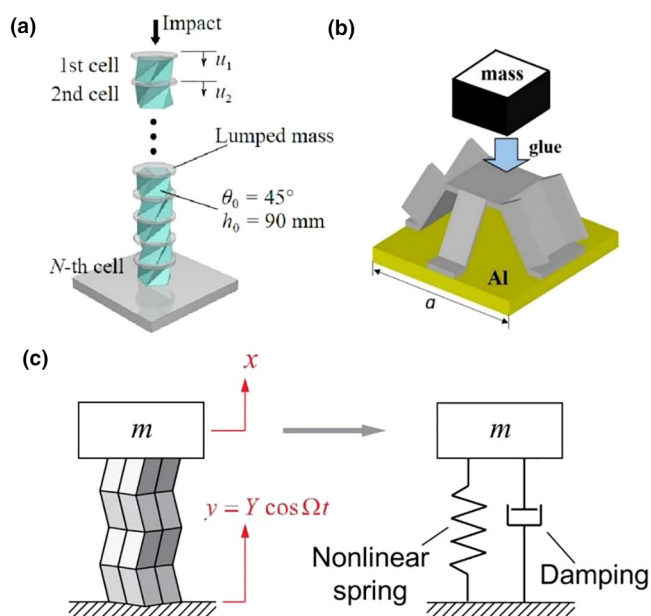 (a)
Impact
1st cell
u₁
2nd cell
u₂
Lumped mass
θ₀ = 45°
h₀ = 90 mm
N-th cell
(b)
mass
glue
Al
a
(c)
x
m
y = Y cos Ωt
m
Nonlinear
spring
Damping